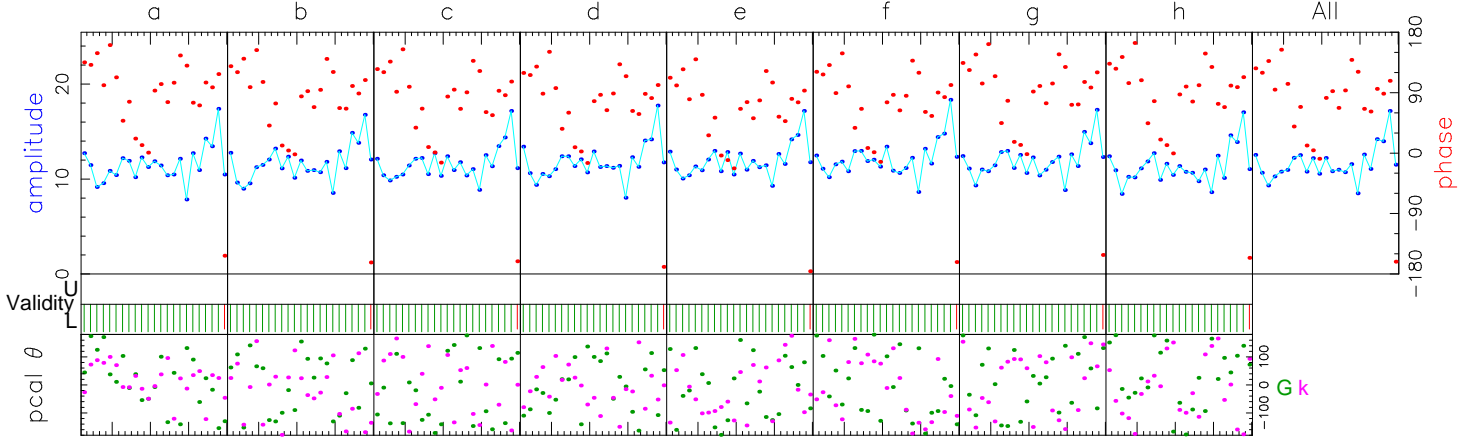 a b c d e f g h All
amplitude
20
10
0
180
90
0
-90
-180
phase
U
Validity
L
pcal θ
100
0
-100
G k